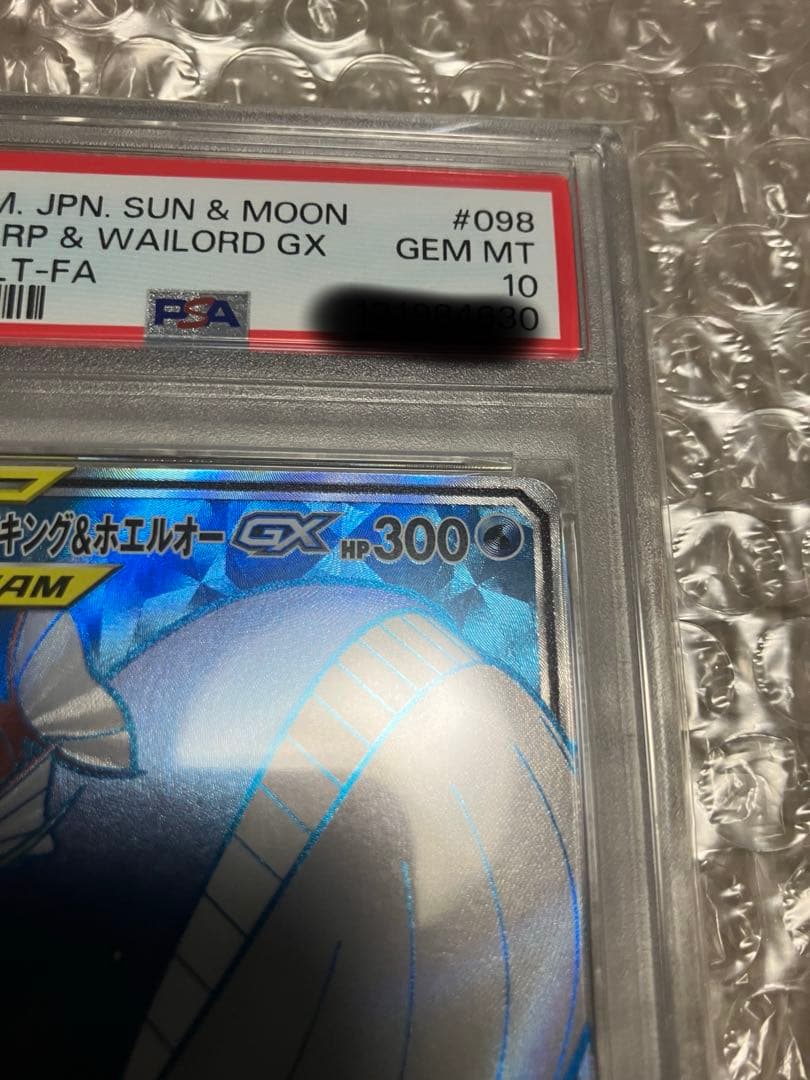 M. JPN. SUN & MOON #098
RP & WAILORD GX GEM MT
LT-FA 10
PSA
キング&ホエルオー GX HP300
AM